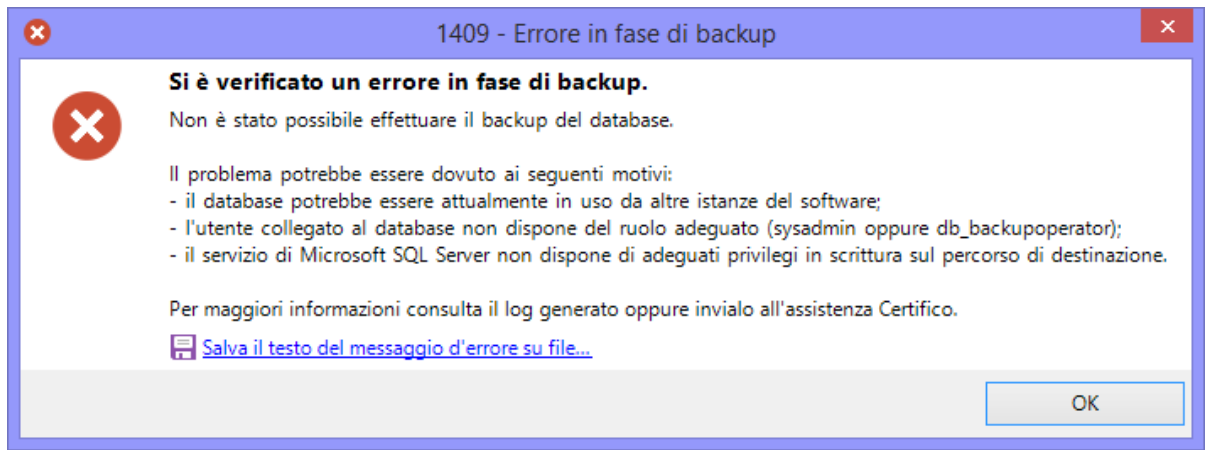 1409 - Errore in fase di backup
Si è verificato un errore in fase di backup.
Non è stato possibile effettuare il backup del database.
Il problema potrebbe essere dovuto ai seguenti motivi:
- il database potrebbe essere attualmente in uso da altre istanze del software;
- l'utente collegato al database non dispone del ruolo adeguato (sysadmin oppure db_backupoperator);
- il servizio di Microsoft SQL Server non dispone di adeguati privilegi in scrittura sul percorso di destinazione.
Per maggiori informazioni consulta il log generato oppure invialo all'assistenza Certifico.
Salva il testo del messaggio d'errore su file...
OK